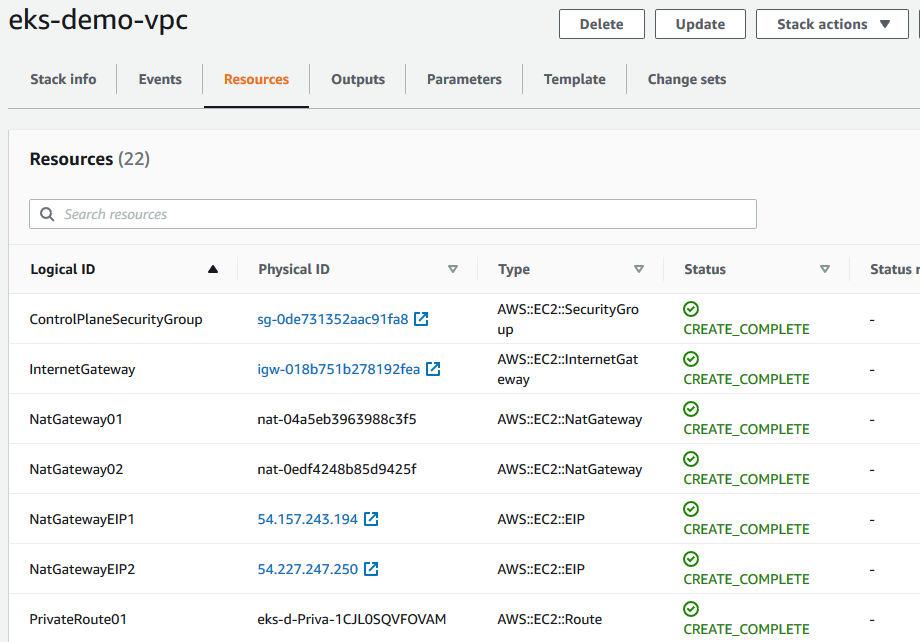 eks-demo-vpc
Delete
Update
Stack actions
Stack info
Events
Resources
Outputs
Parameters
Template
Change sets
Resources (22)
Search resources
Logical ID
Physical ID
Type
Status
Status
ControlPlaneSecurityGroup
sg-0de731352aac91fa8
AWS::EC2::SecurityGro
up
CREATE_COMPLETE
-
InternetGateway
igw-018b751b278192fea
AWS::EC2::InternetGat
eway
CREATE_COMPLETE
-
NatGateway01
nat-04a5eb3963988c3f5
AWS::EC2::NatGateway
CREATE_COMPLETE
-
NatGateway02
nat-0edf4248b85d9425f
AWS::EC2::NatGateway
CREATE_COMPLETE
-
NatGatewayEIP1
54.157.243.194
AWS::EC2::EIP
CREATE_COMPLETE
-
NatGatewayEIP2
54.227.247.250
AWS::EC2::EIP
CREATE_COMPLETE
-
PrivateRoute01
eks-d-Priva-1CJL0SQVFOVAM
AWS::EC2::Route
CREATE_COMPLETE
-